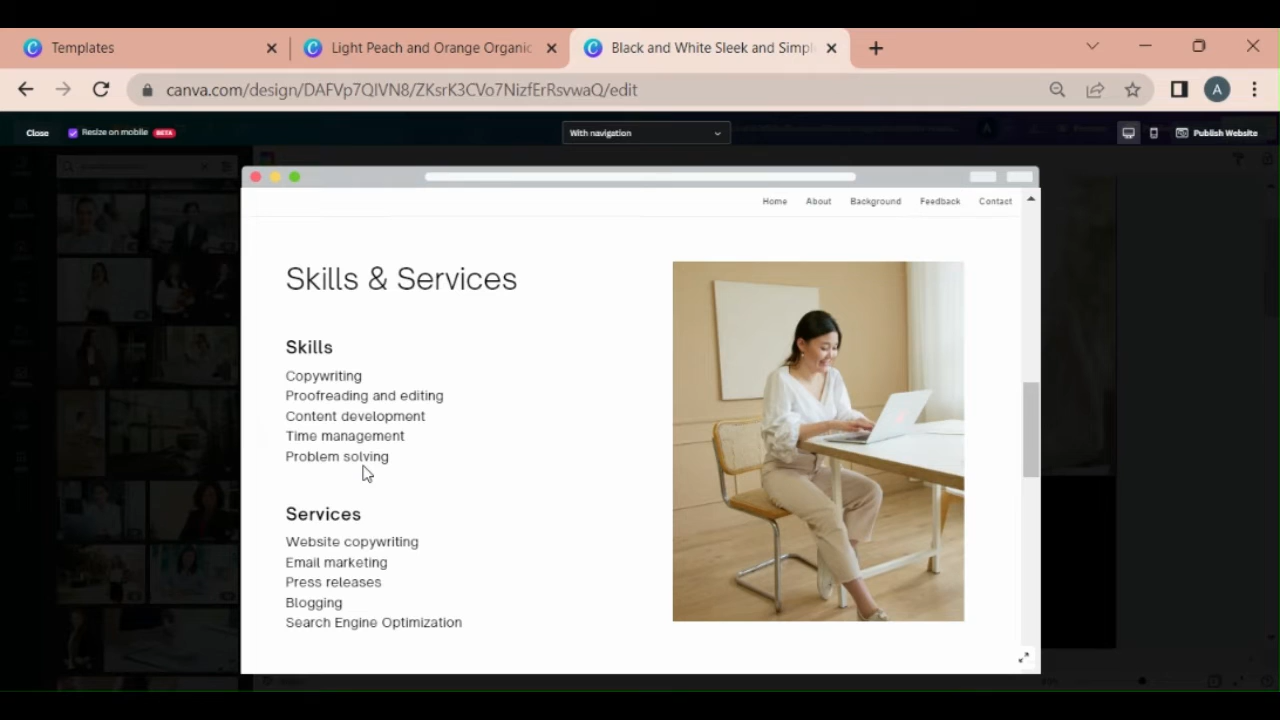 Templates
Light Peach and Orange Organic
Black and White Sleek and Simpl
canva.com/design/DAFVp7QIVN8/ZKsrK3CVo7NizfErRsvwaQ/edit
A
Close
Resize on mobile BETA
With navigation
Publish Website
Home About Background Feedback Contact
Skills & Services
Skills
Copywriting
Proofreading and editing
Content development
Time management
Problem solving
Services
Website copywriting
Email marketing
Press releases
Blogging
Search Engine Optimization